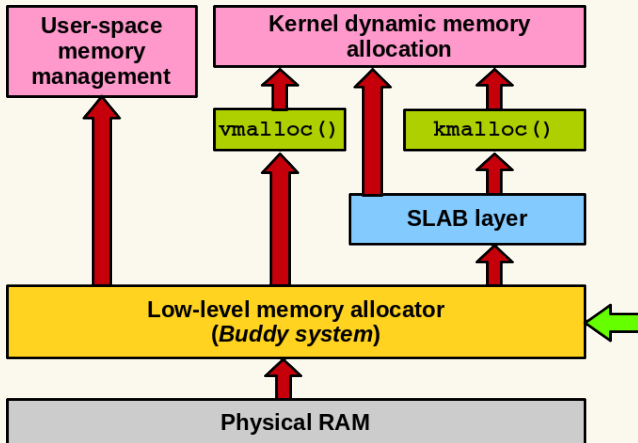 User-space
memory
management
Kernel dynamic memory
allocation
vmalloc()
kmalloc()
SLAB layer
Low-level memory allocator
(Buddy system)
Physical RAM